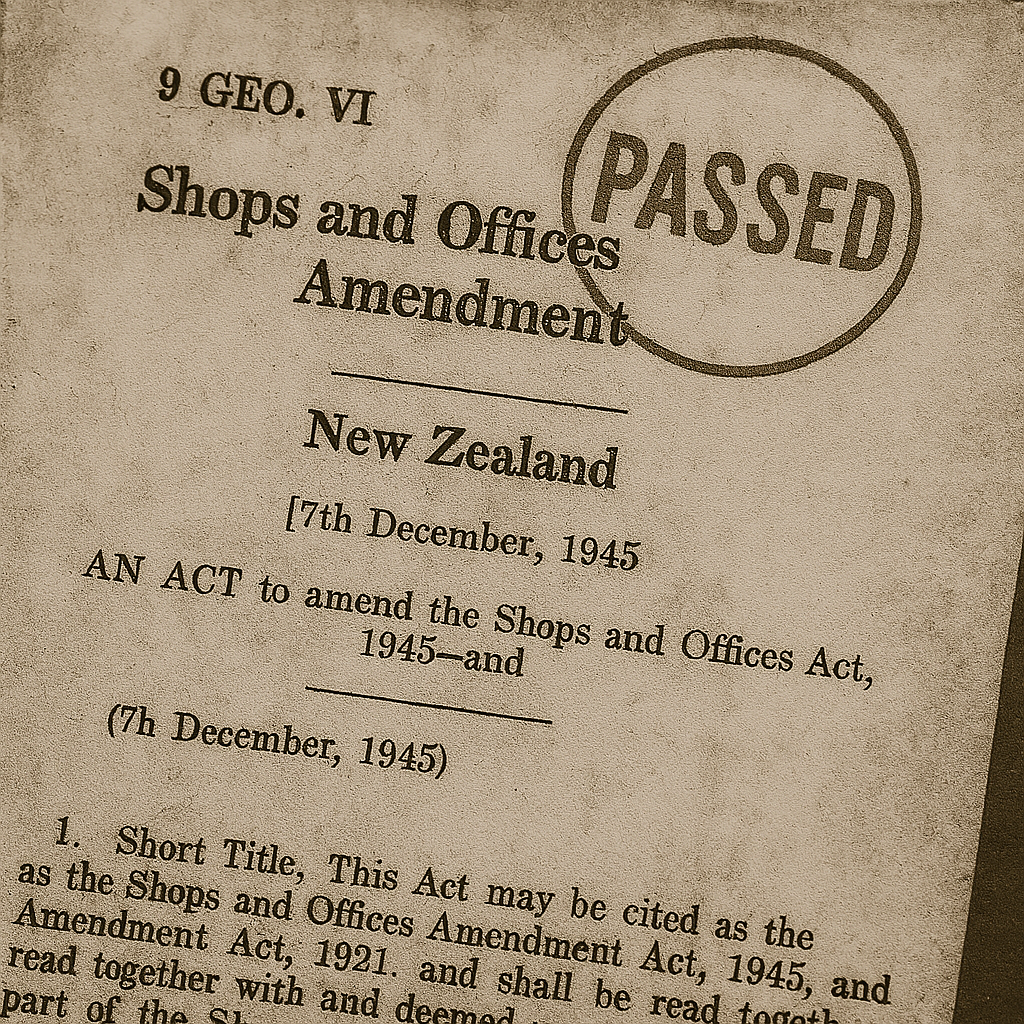 9 GEO. VI
PASSED
Shops and Offices
Amendment
New Zealand
[7th December, 1945
AN ACT to amend the Shops and Offices Act,
1945—and
(7h December, 1945)
1. Short Title, This Act may be cited as the
as the Shops and Offices Amendment Act, 1945, and
Amendment Act, 1921. and shall be read together
read together with and deemed
part of the